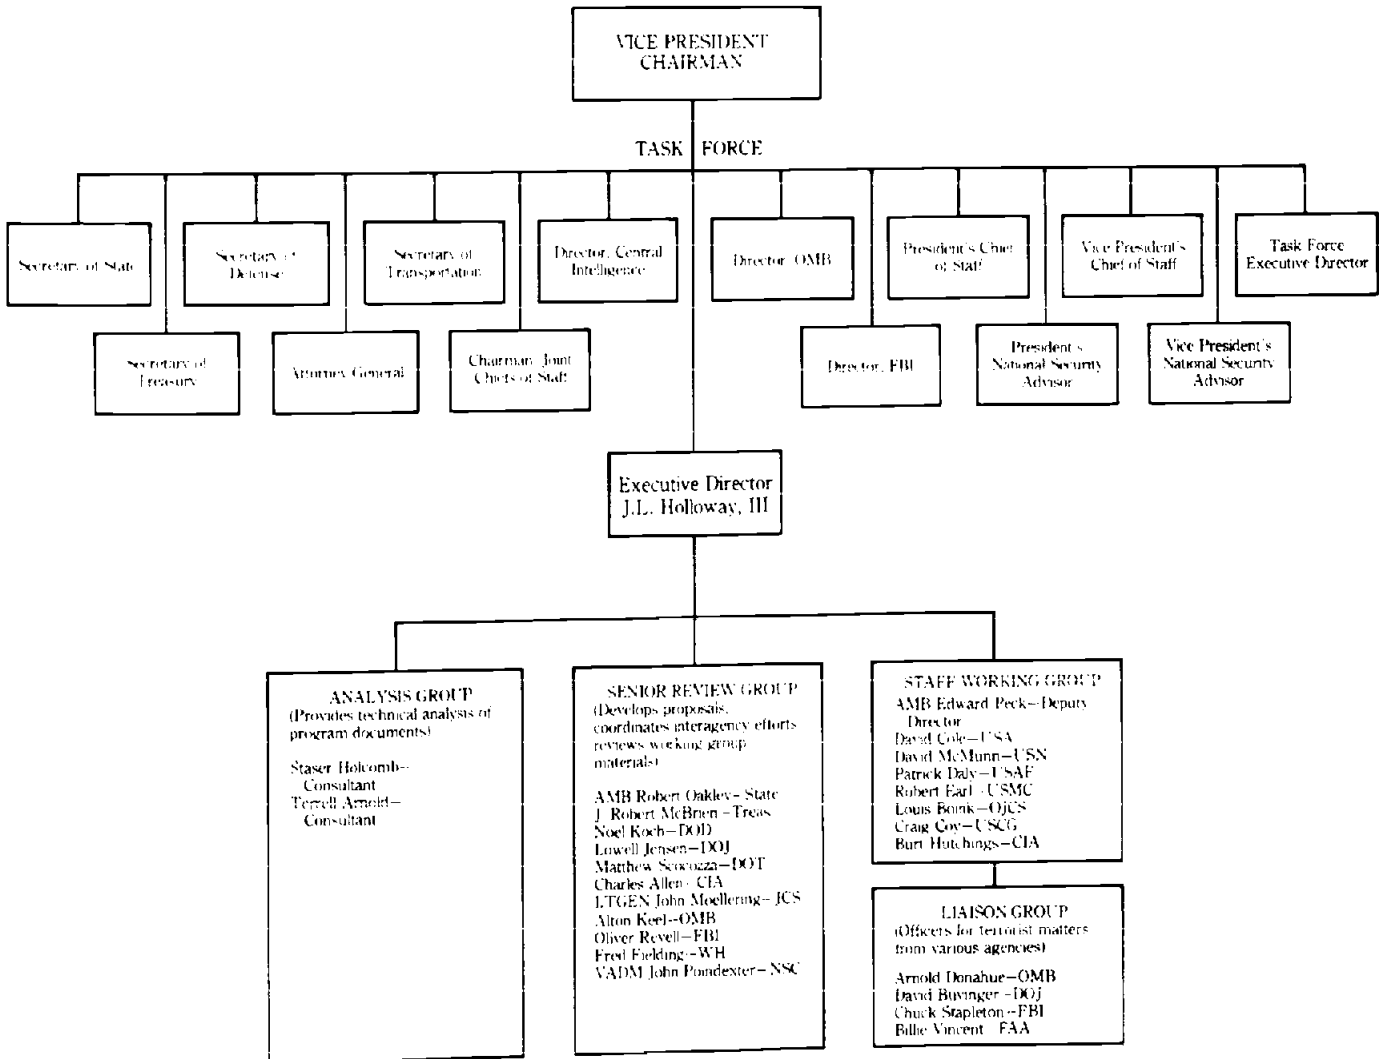 VICE PRESIDENT
CHAIRMAN
TASK FORCE
Secretary of State
Secretary of
Defense
Secretary of
Transportation
Director, Central
Intelligence
Director, OMB
President's Chief
of Staff
Vice President's
Chief of Staff
Task Force
Executive Director
Secretary of
Treasury
Attorney General
Chairman, Joint
Chiefs of Staff
Director, FBI
President's
National Security
Advisor
Vice President's
National Security
Advisor
Executive Director
J.L. Holloway, III
ANALYSIS GROUP
(Provides technical analysis of
program documents)
Staser Holcomb--
Consultant
Terrell Arnold--
Consultant
SENIOR REVIEW GROUP
(Develops proposals,
coordinates interagency efforts
reviews working group
materials)
AMB Robert Oakley--State
J. Robert McBrien--Treas
Noel Koch--DOD
Lowell Jensen--DOJ
Matthew Scocozza--DOT
Charles Allen--CIA
LTGEN John Moellering--JCS
Alton Keel--OMB
Oliver Revell--FBI
Fred Fielding--WH
VADM John Poindexter--NSC
STAFF WORKING GROUP
AMB Edward Peck--Deputy
Director
David Cole--USA
David McMunn--USN
Patrick Daly--USAF
Robert Earl--USMC
Louis Boink--OJCS
Craig Coy--USCG
Burt Hutchings--CIA
LIAISON GROUP
(Officers for terrorist matters
from various agencies)
Arnold Donahue--OMB
David Buvinger--DOJ
Chuck Stapleton--FBI
Billie Vincent--FAA